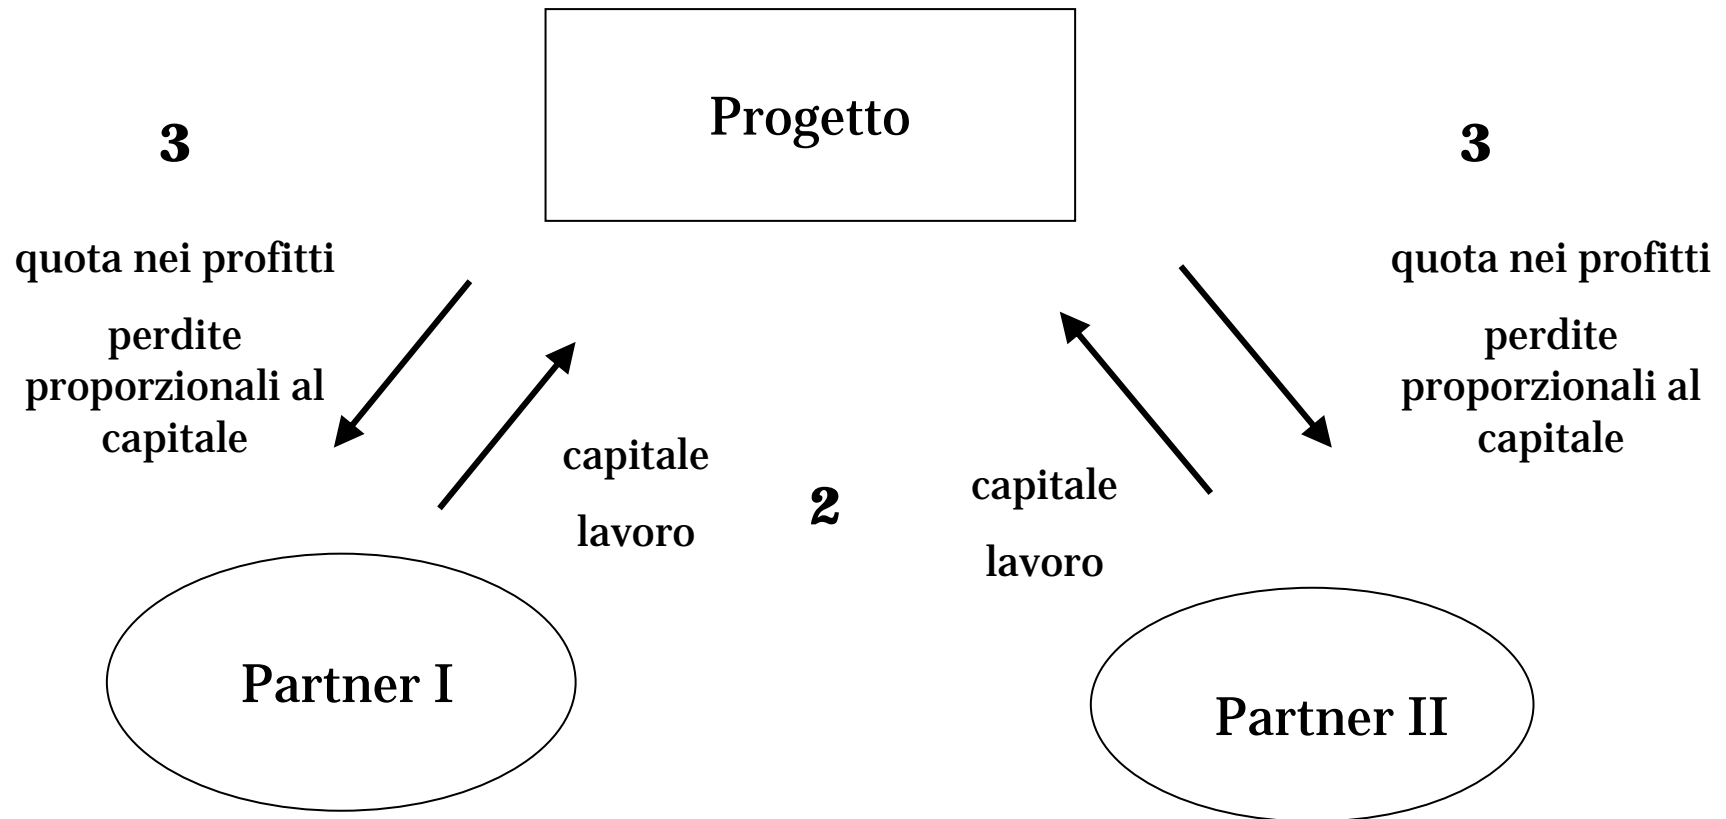 Progetto
3
3
quota nei profitti
perdite
proporzionali al
capitale
quota nei profitti
perdite
proporzionali al
capitale
capitale
lavoro
2
capitale
lavoro
Partner I
Partner II